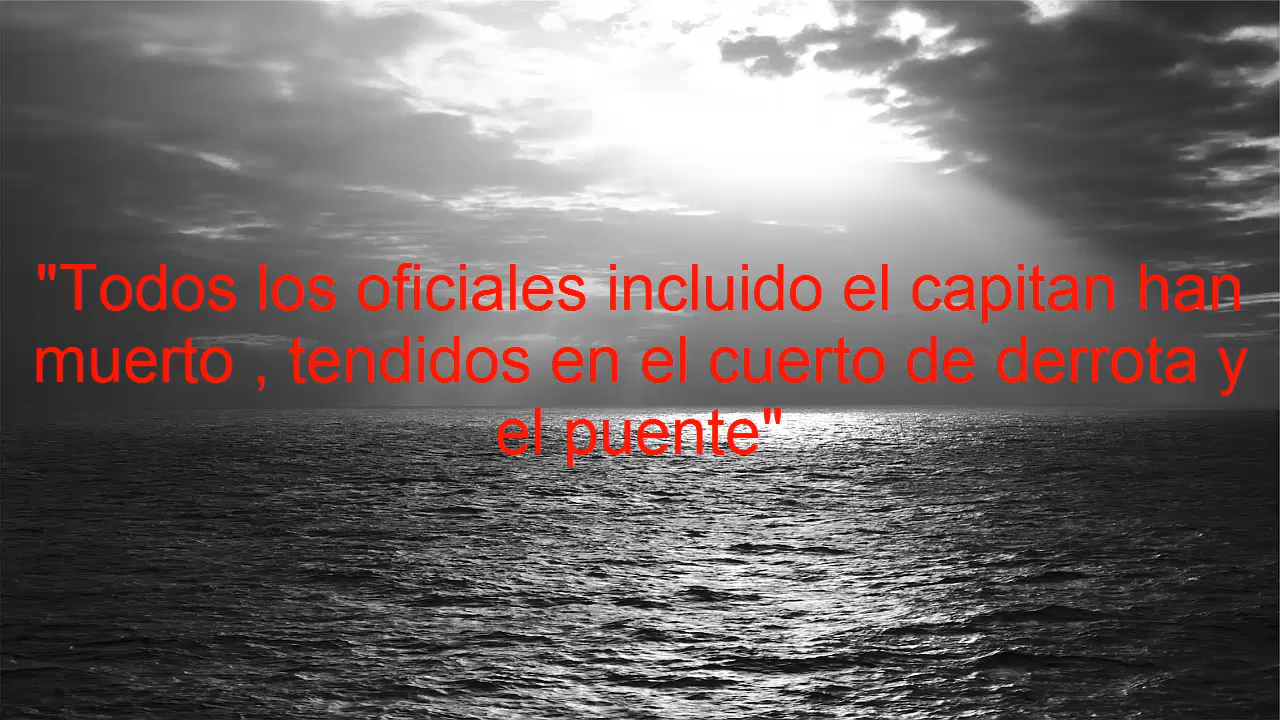 "Todos los oficiales incluido el capitan han
muerto , tendidos en el cuerto de derrota y
el puente"